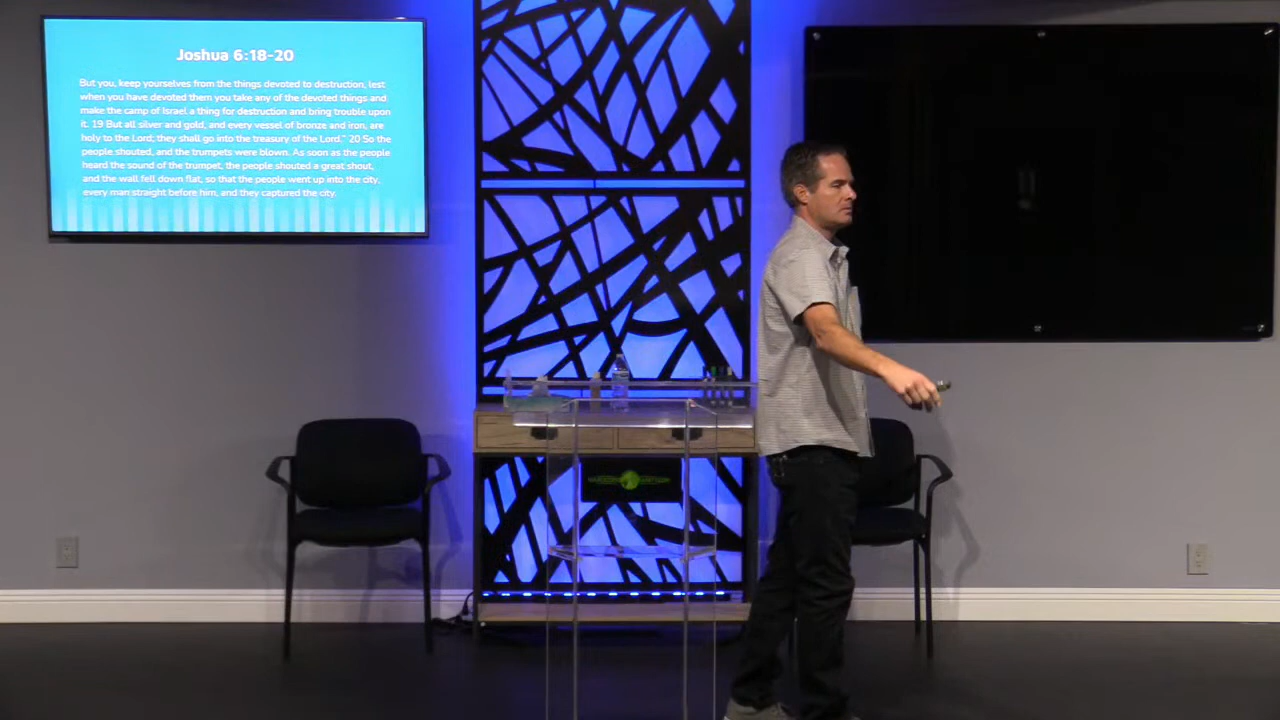 Joshua 6:18-20
But you, keep yourselves from the things devoted to destruction, lest
when you have devoted them you take any of the devoted things and
make the camp of Israel a thing for destruction and bring trouble upon
it. 19 But all silver and gold, and every vessel of bronze and iron, are
holy to the Lord; they shall go into the treasury of the Lord." 20 So the
people shouted, and the trumpets were blown. As soon as the people
heard the sound of the trumpet, the people shouted a great shout,
and the wall fell down flat, so that the people went up into the city,
every man straight before him, and they captured the city.